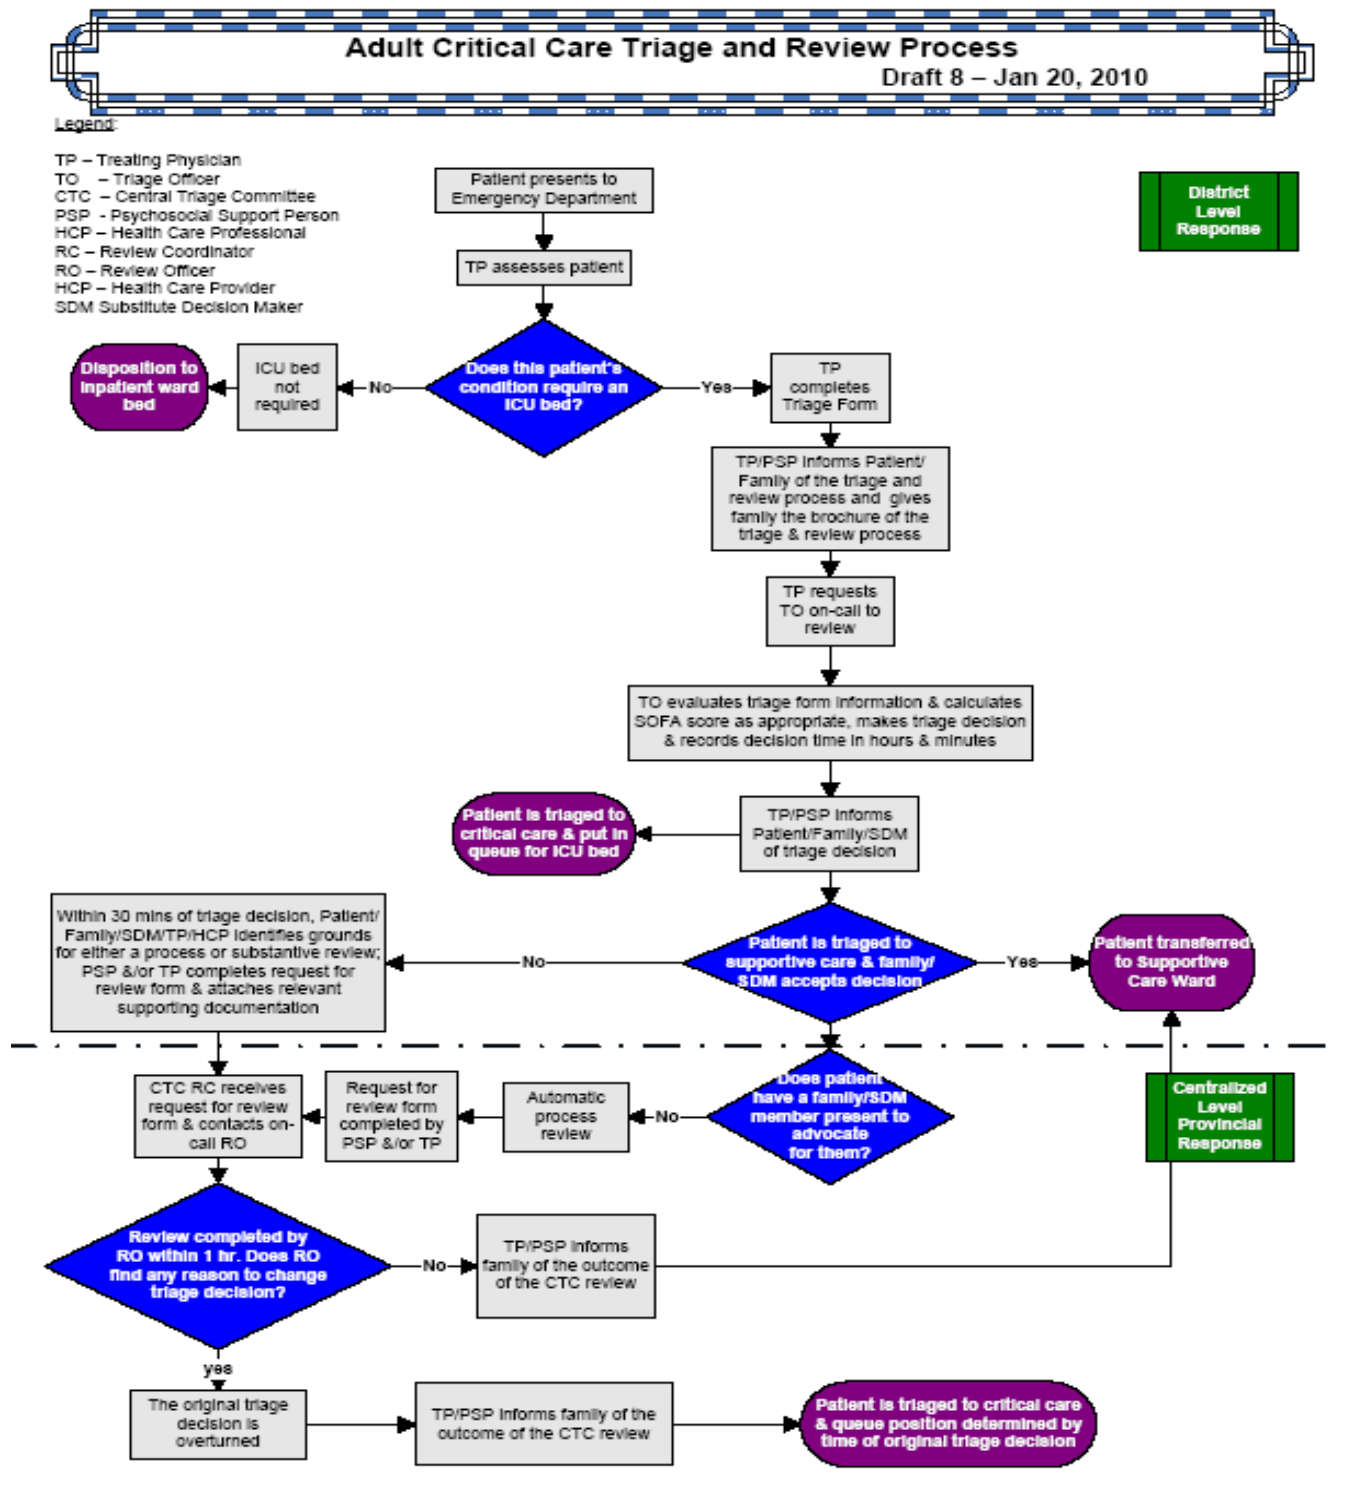 Adult Critical Care Triage and Review Process
Draft 8 – Jan 20, 2010
Legend:
TP – Treating Physician
TO – Triage Officer
CTC – Central Triage Committee
PSP - Psychosocial Support Person
HCP – Health Care Professional
RC – Review Coordinator
RO – Review Officer
HCP – Health Care Provider
SDM Substitute Decision Maker
Patient presents to
Emergency Department
District
Level
Response
TP assesses patient
Does this patient's
condition require an
ICU bed?
No
ICU bed
not
required
Disposition to
inpatient ward
bed
Yes
TP
completes
Triage Form
TP/PSP informs Patient/
Family of the triage and
review process and gives
family the brochure of the
triage & review process
TP requests
TO on-call to
review
TO evaluates triage form information & calculates
SOFA score as appropriate, makes triage decision
& records decision time in hours & minutes
TP/PSP informs
Patient/Family/SDM
of triage decision
Patient is triaged to
critical care & put in
queue for ICU bed
Patient is triaged to
supportive care & family/
SDM accepts decision
Yes
Patient transferred
to Supportive
Care Ward
No
Within 30 mins of triage decision, Patient/
Family/SDM/TP/HCP identifies grounds
for either a process or substantive review;
PSP &/or TP completes request for
review form & attaches relevant
supporting documentation
Does patient
have a family/SDM
member present to
advocate
for them?
No
Automatic
process
review
Request for
review form
completed by
PSP &/or TP
CTC RC receives
request for review
form & contacts on-
call RO
Centralized
Level
Provincial
Response
Review completed by
RO within 1 hr. Does RO
find any reason to change
triage decision?
No
TP/PSP informs
family of the outcome
of the CTC review
yes
The original triage
decision is
overturned
TP/PSP informs family of the
outcome of the CTC review
Patient is triaged to critical care
& queue position determined by
time of original triage decision